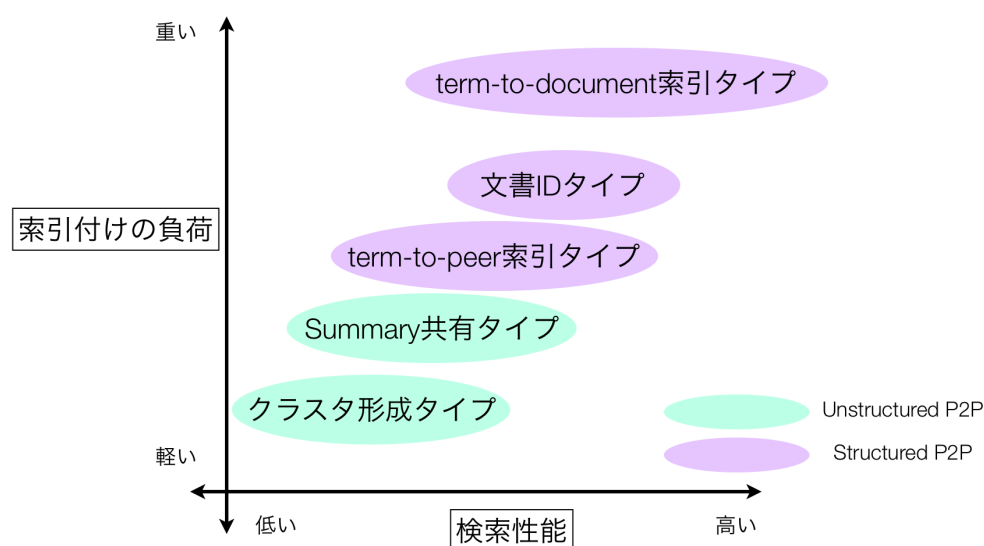 重い
term-to-document索引タイプ
文書IDタイプ
索引付けの負荷
term-to-peer索引タイプ
Summary共有タイプ
クラスタ形成タイプ
Unstructured P2P
軽い
Structured P2P
低い
検索性能
高い